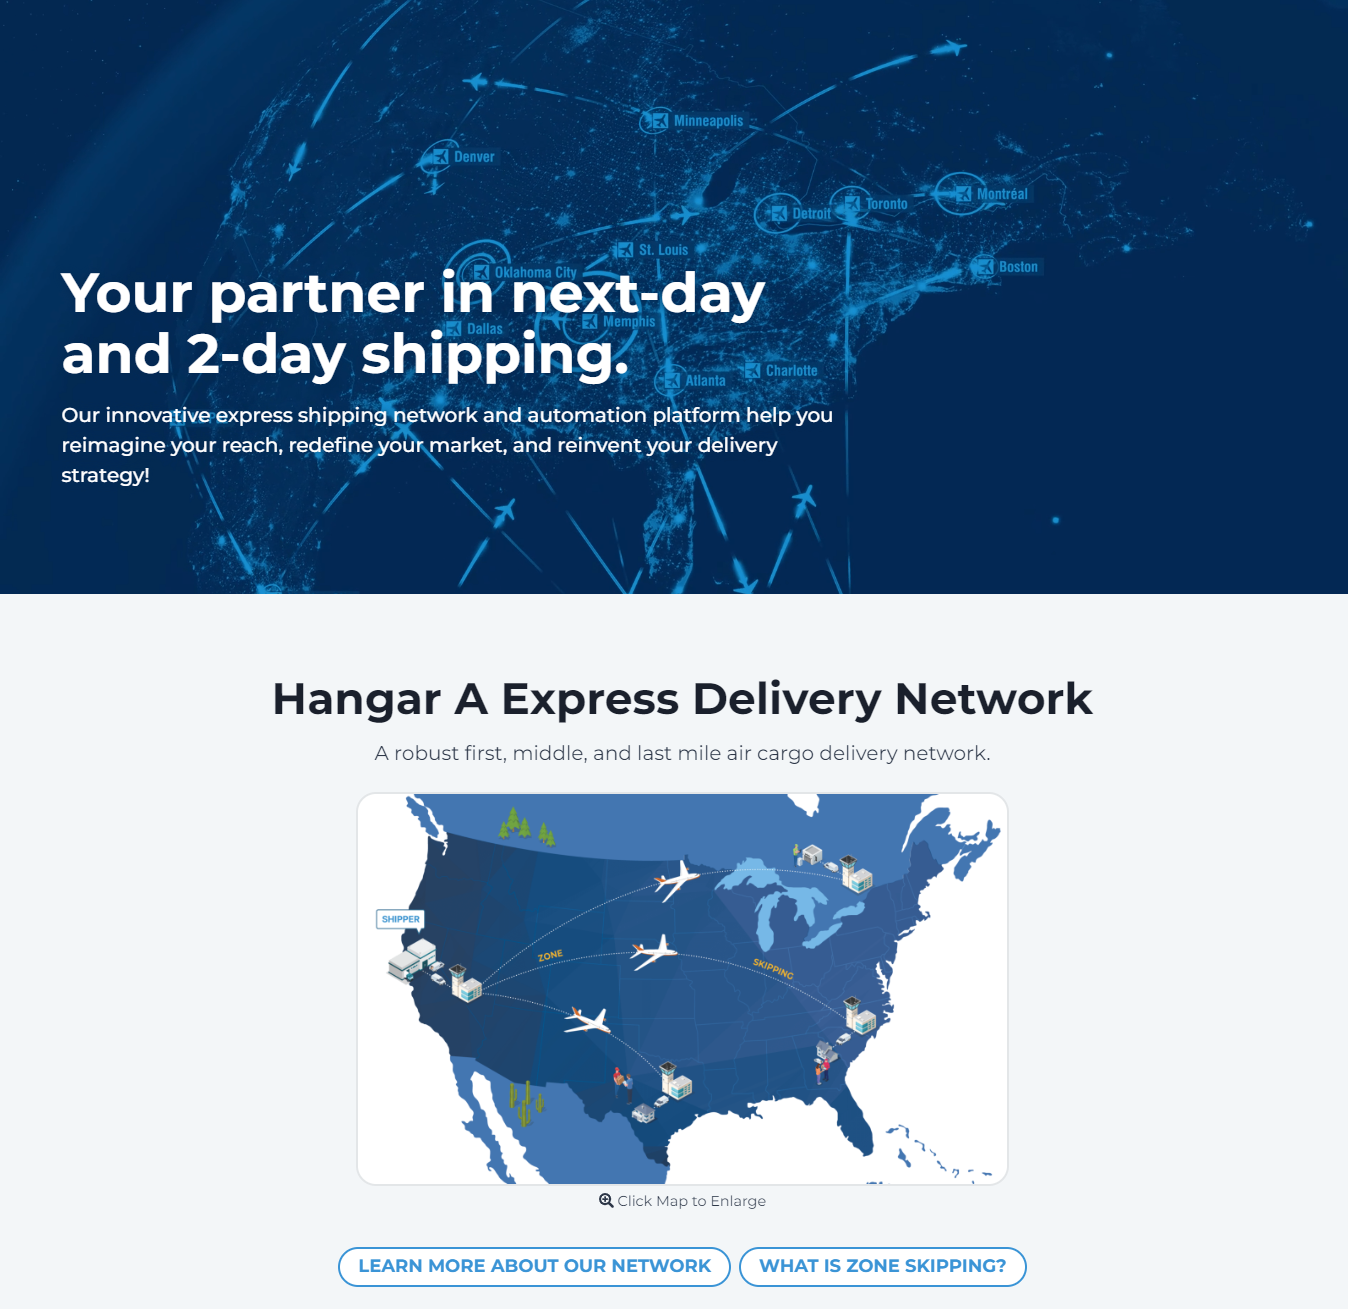 Minneapolis
Denver
Montréal
Toronto
Detroit
St. Louis
Boston
Oklahoma City
Your partner in next-day
Memphis
Dallas
and 2-day shipping.
Charlotte
Atlanta
Our innovative express shipping network and automation platform help you
reimagine your reach, redefine your market, and reinvent your delivery
strategy!
Hangar A Express Delivery Network
A robust first, middle, and last mile air cargo delivery network.
SHIPPER
ZONE
SKIPPING
Click Map to Enlarge
LEARN MORE ABOUT OUR NETWORK
WHAT IS ZONE SKIPPING?